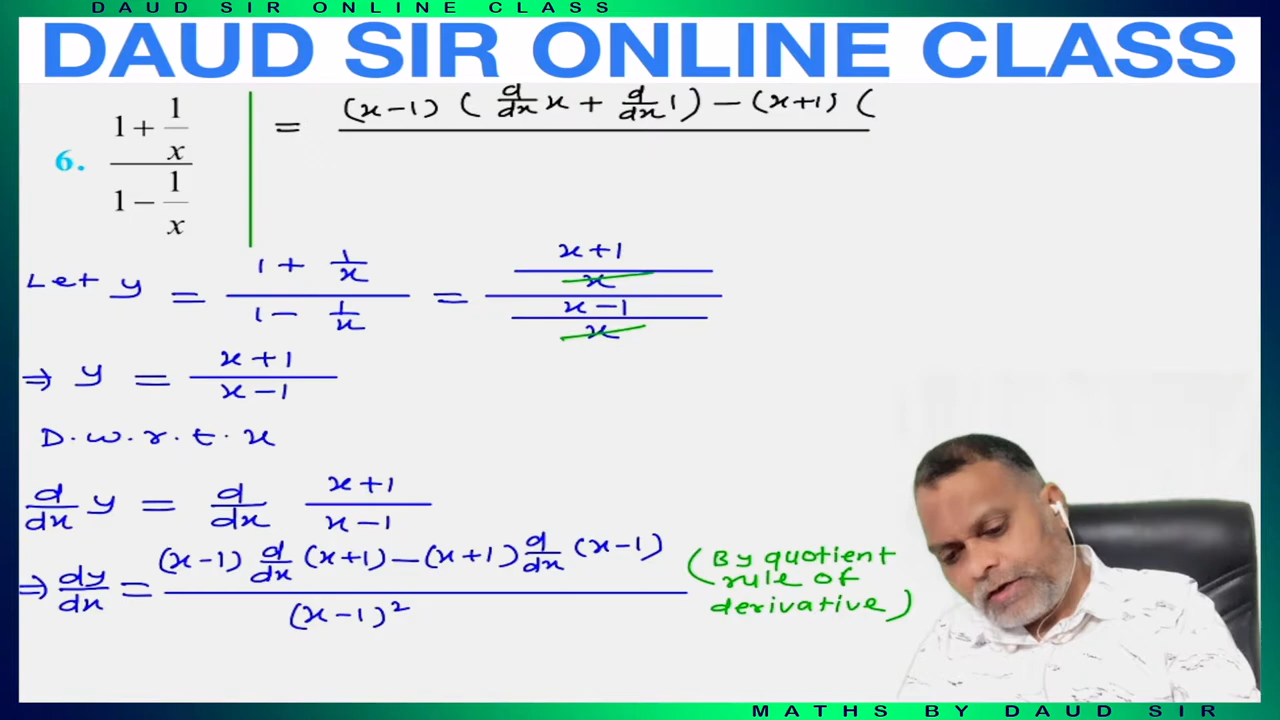 DAUD SIR ONLINE CLASS
DAUD SIR ONLINE CLASS
6. (1 + 1/x) / (1 − 1/x)
= (x−1) ( d/dx x + d/dx 1 ) − (x+1) (
Let y = (1 + 1/x) / (1 − 1/x) = ((x+1)/x) / ((x−1)/x)
⇒ y = (x+1)/(x−1)
D.w.r.t. x
d/dx y = d/dx (x+1)/(x−1)
⇒ dy/dx = ((x−1) d/dx (x+1) − (x+1) d/dx (x−1)) / (x−1)²
(By quotient
rule of
derivative)
MATHS BY DAUD SIR